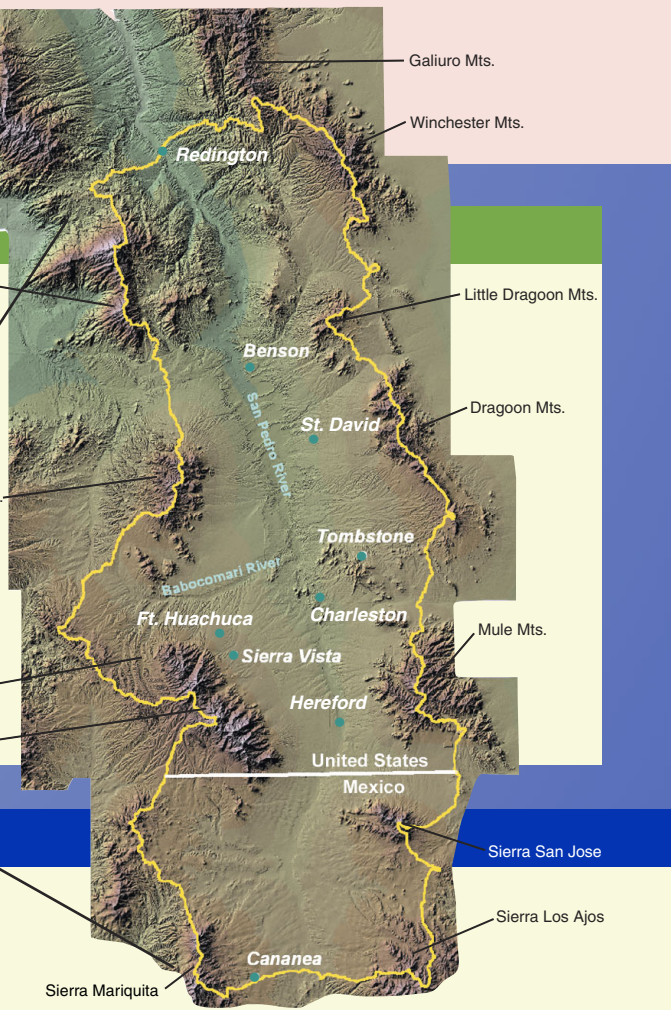 Galiuro Mts.
Winchester Mts.
Redington
Little Dragoon Mts.
Benson
San Pedro River
Dragoon Mts.
St. David
Tombstone
Babocomari River
Charleston
Ft. Huachuca
Mule Mts.
Sierra Vista
Hereford
United States
Mexico
Sierra San Jose
Sierra Los Ajos
Cananea
Sierra Mariquita